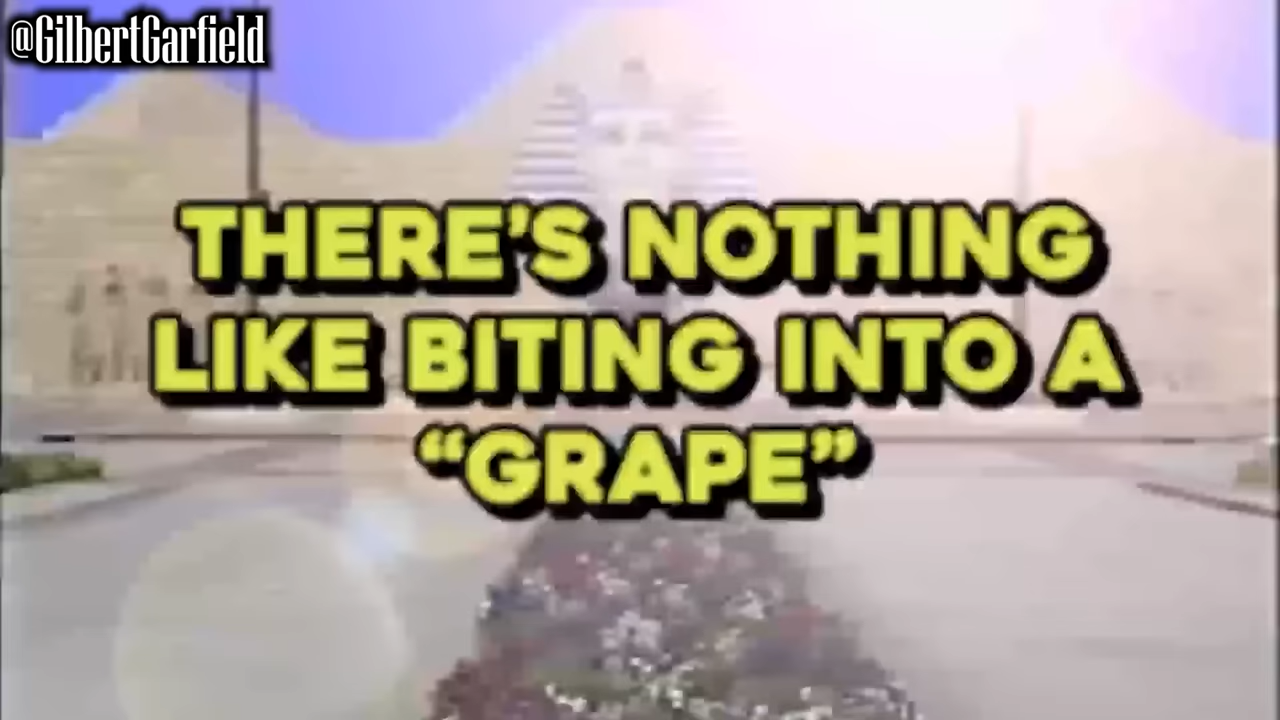 @GilbertGarfield
THERE'S NOTHING
LIKE BITING INTO A
“GRAPE”